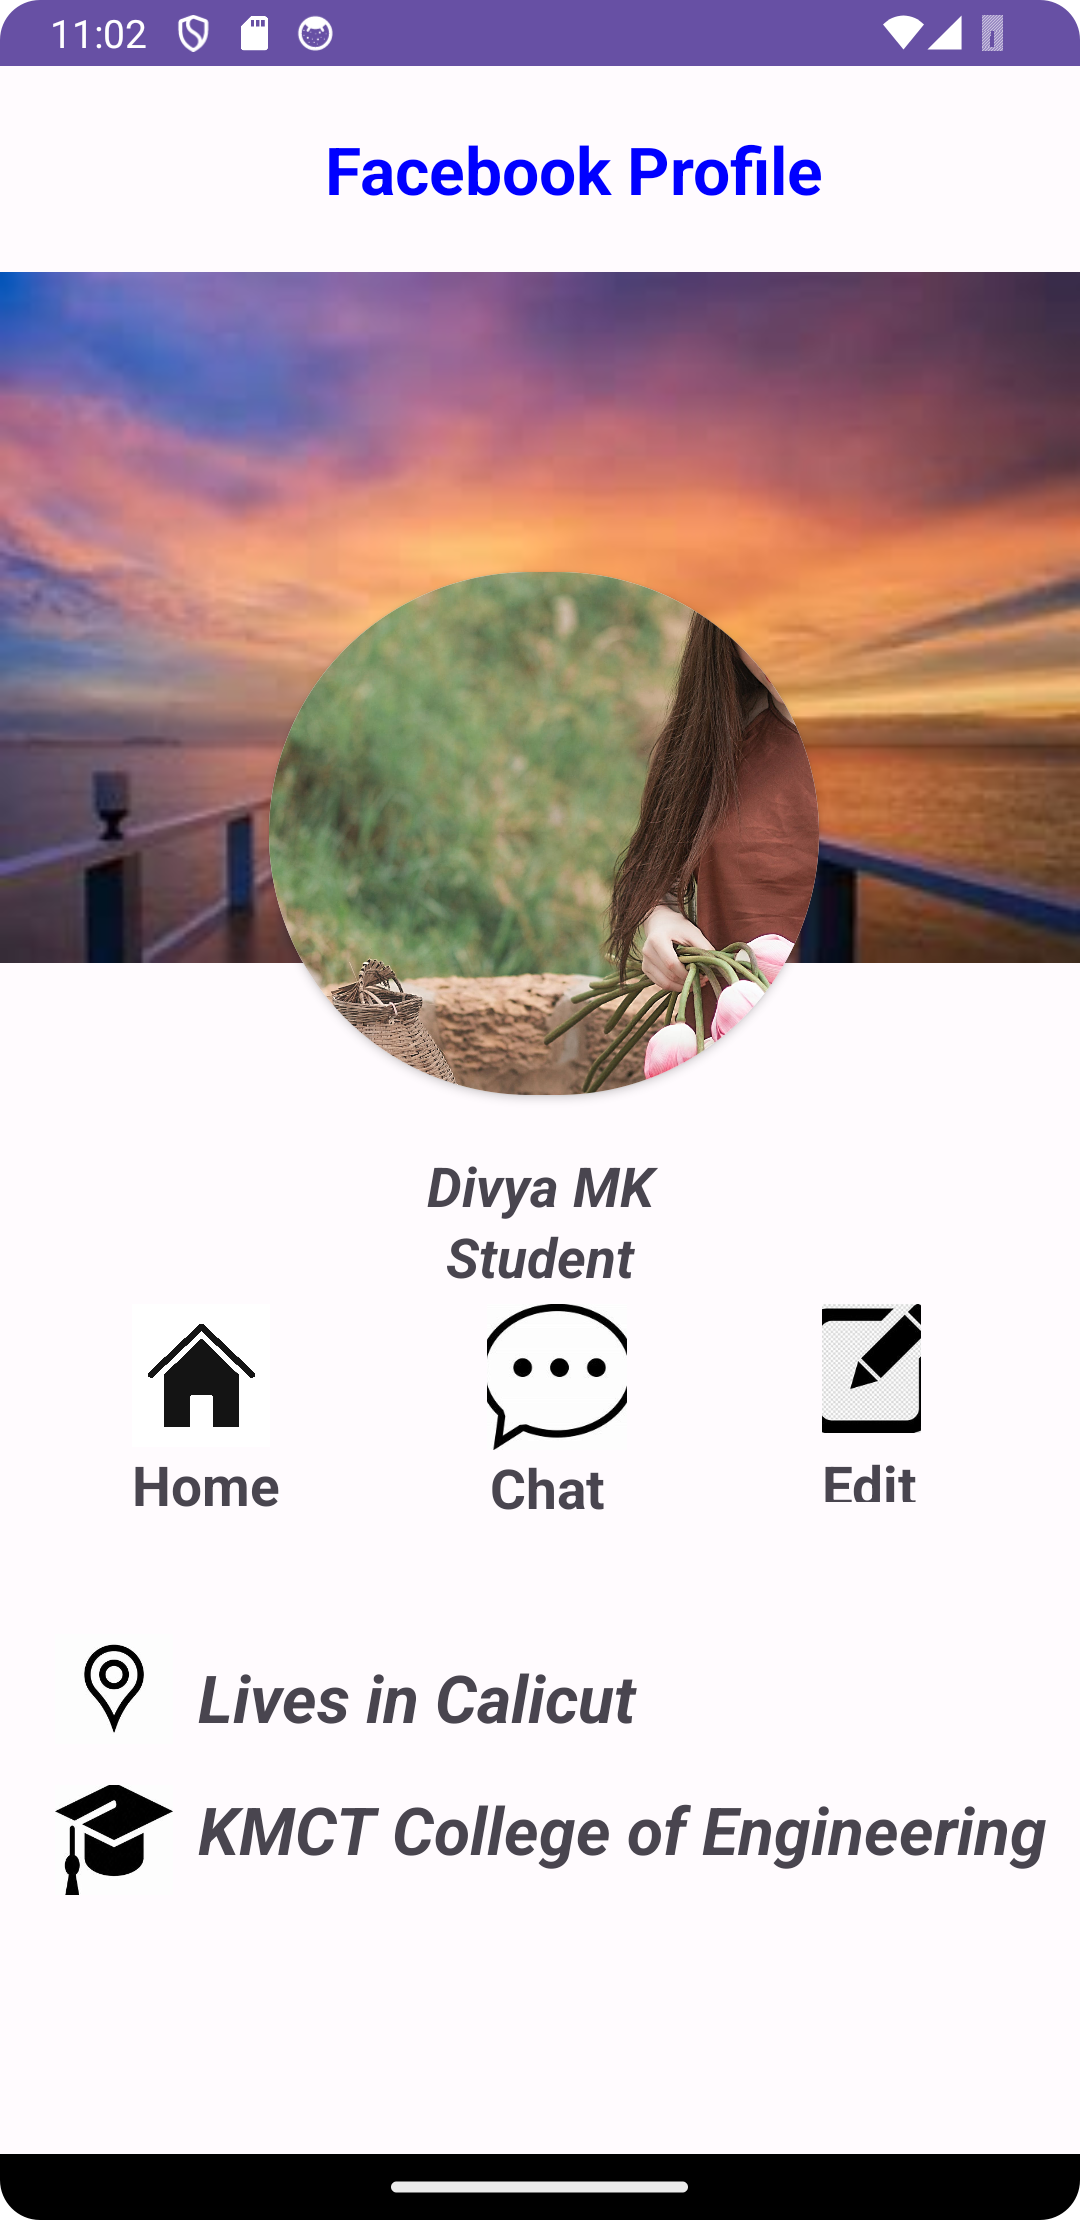 11:02
Facebook Profile
Divya MK
Student
Home
Chat
Edit
Lives in Calicut
KMCT College of Engineering